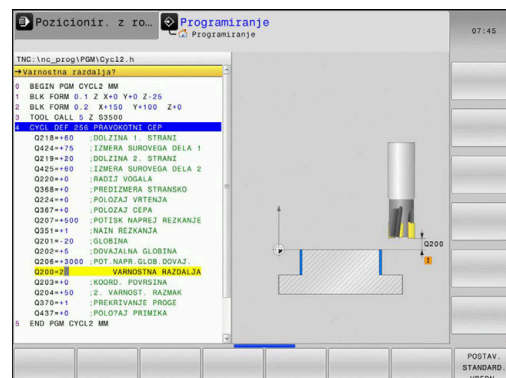 Pozicionir. z ro…
Programiranje
Programiranje
07:45
TNC:\nc_prog\PGM\Cycl2.h
→Varnostna razdalja?
0 BEGIN PGM CYCL2 MM
1 BLK FORM 0.1 Z X+0 Y+0 Z-25
2 BLK FORM 0.2 X+150 Y+100 Z+0
3 TOOL CALL 5 Z S3500
4 CYCL DEF 256 PRAVOKOTNI CEP
Q218=+60 ;DOLZINA 1. STRANI
Q424=+75 ;IZMERA SUROVEGA DELA 1
Q219=+20 ;DOLZINA 2. STRANI
Q425=+60 ;IZMERA SUROVEGA DELA 2
Q220=+0 ;RADIJ VOGALA
Q368=+0 ;PREDIZMERA STRANSKO
Q224=+0 ;POLOZAJ VRTENJA
Q367=+0 ;POLOZAJ CEPA
Q207=+500 ;POTISK NAPREJ REZKANJE
Q351=+1 ;NAIN REZKANJA
Q201=-20 ;GLOBINA
Q202=+5 ;DOVAJALNA GLOBINA
Q206=+3000 ;POT.NAPR.GLOB.DOVAJ.
Q200=2 VARNOSTNA RAZDALJA
Q203=+0 ;KOORD. POVRSINA
Q204=+50 ;2. VARNOST. RAZMAK
Q370=+1 ;PREKRIVANJE PROGE
Q437=+0 ;POLO?AJ PRIMIKA
5 END PGM CYCL2 MM
Q200
I
POSTAV.
STANDARD.
VREDN.